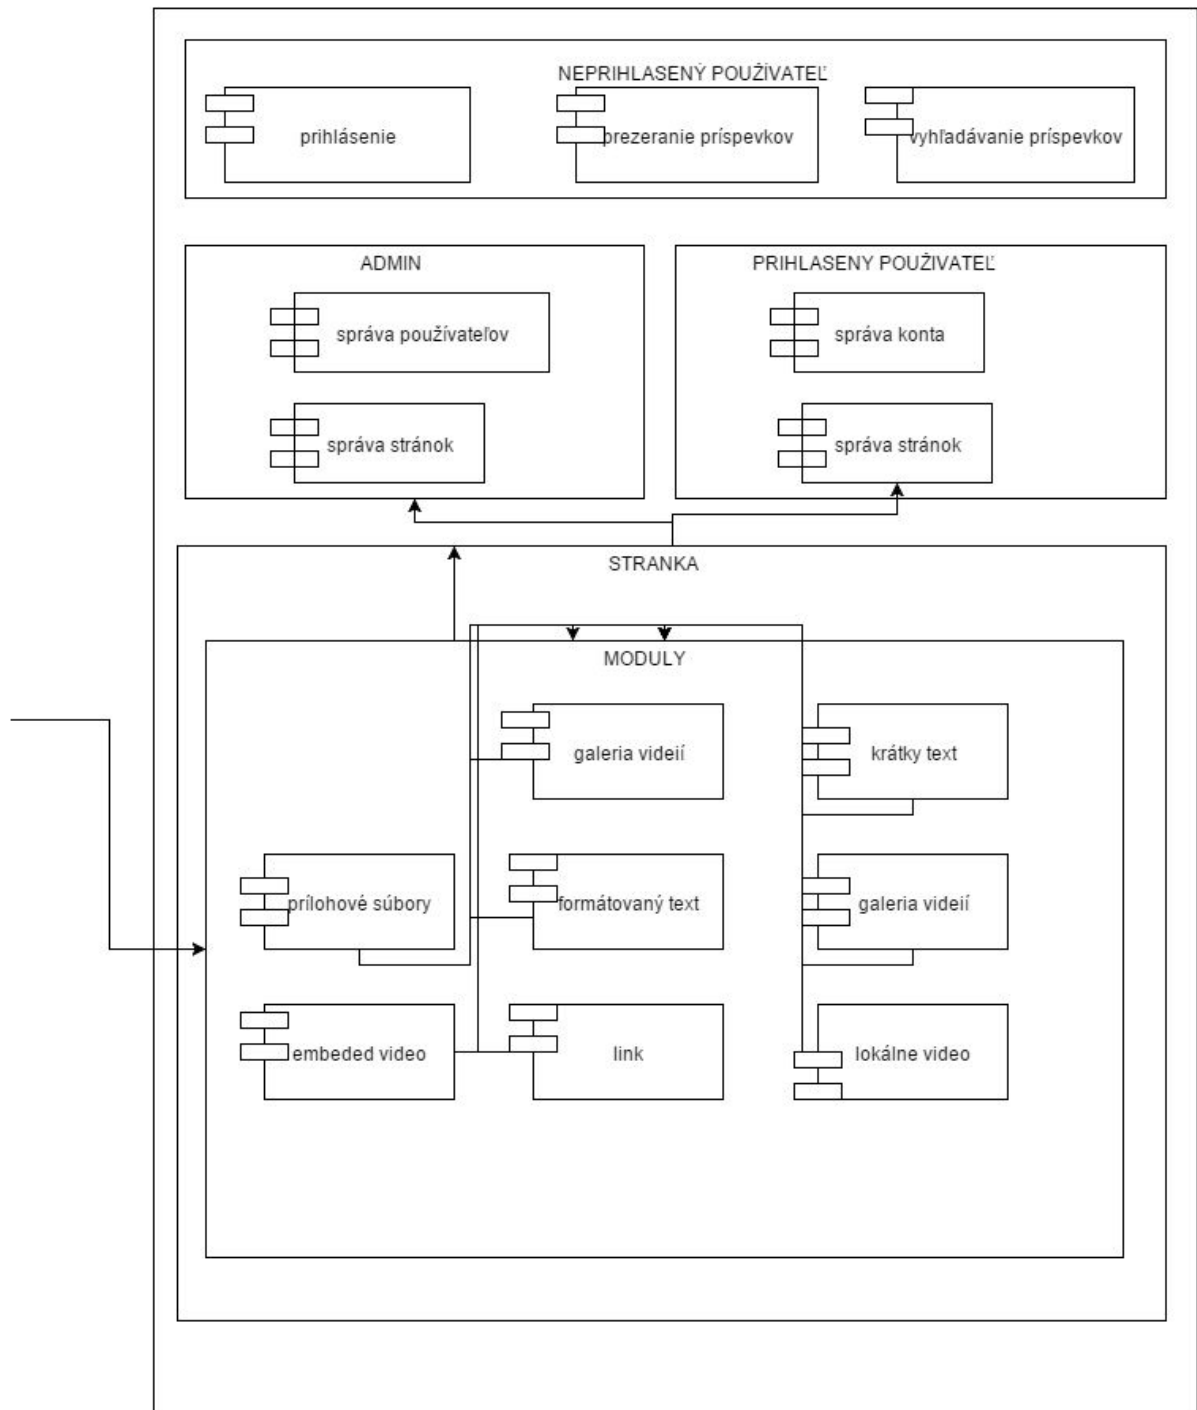 NEPRIHLASENÝ POUŽÍVATEĽ
prihlásenie
prezeranie príspevkov
vyhľadávanie príspevkov
ADMIN
správa používateľov
správa stránok
PRIHLASENY POUŽIVATEĽ
správa konta
správa stránok
STRANKA
MODULY
galeria videií
krátky text
prílohové súbory
formátovaný text
galeria videií
embeded video
link
lokálne video